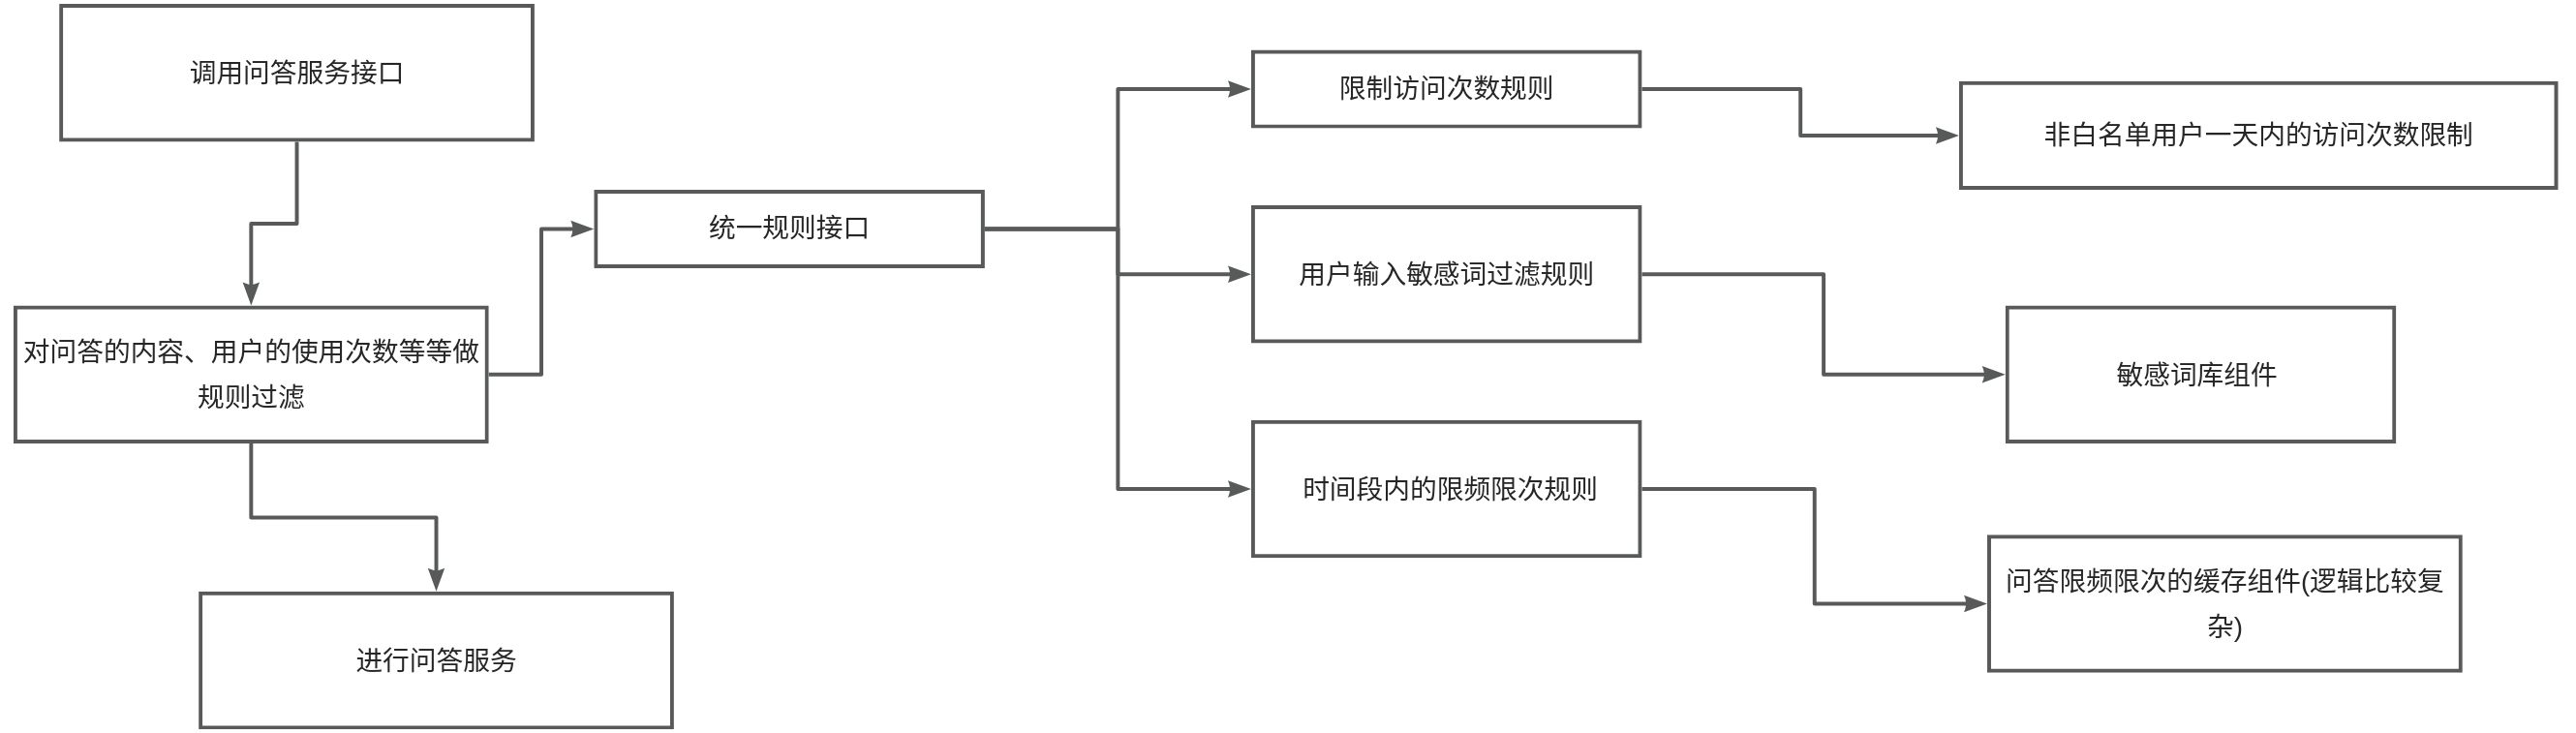 调用问答服务接口
对问答的内容、用户的使用次数等等做
规则过滤
进行问答服务
统一规则接口
限制访问次数规则
用户输入敏感词过滤规则
时间段内的限频限次规则
非白名单用户一天内的访问次数限制
敏感词库组件
问答限频限次的缓存组件(逻辑比较复
杂)